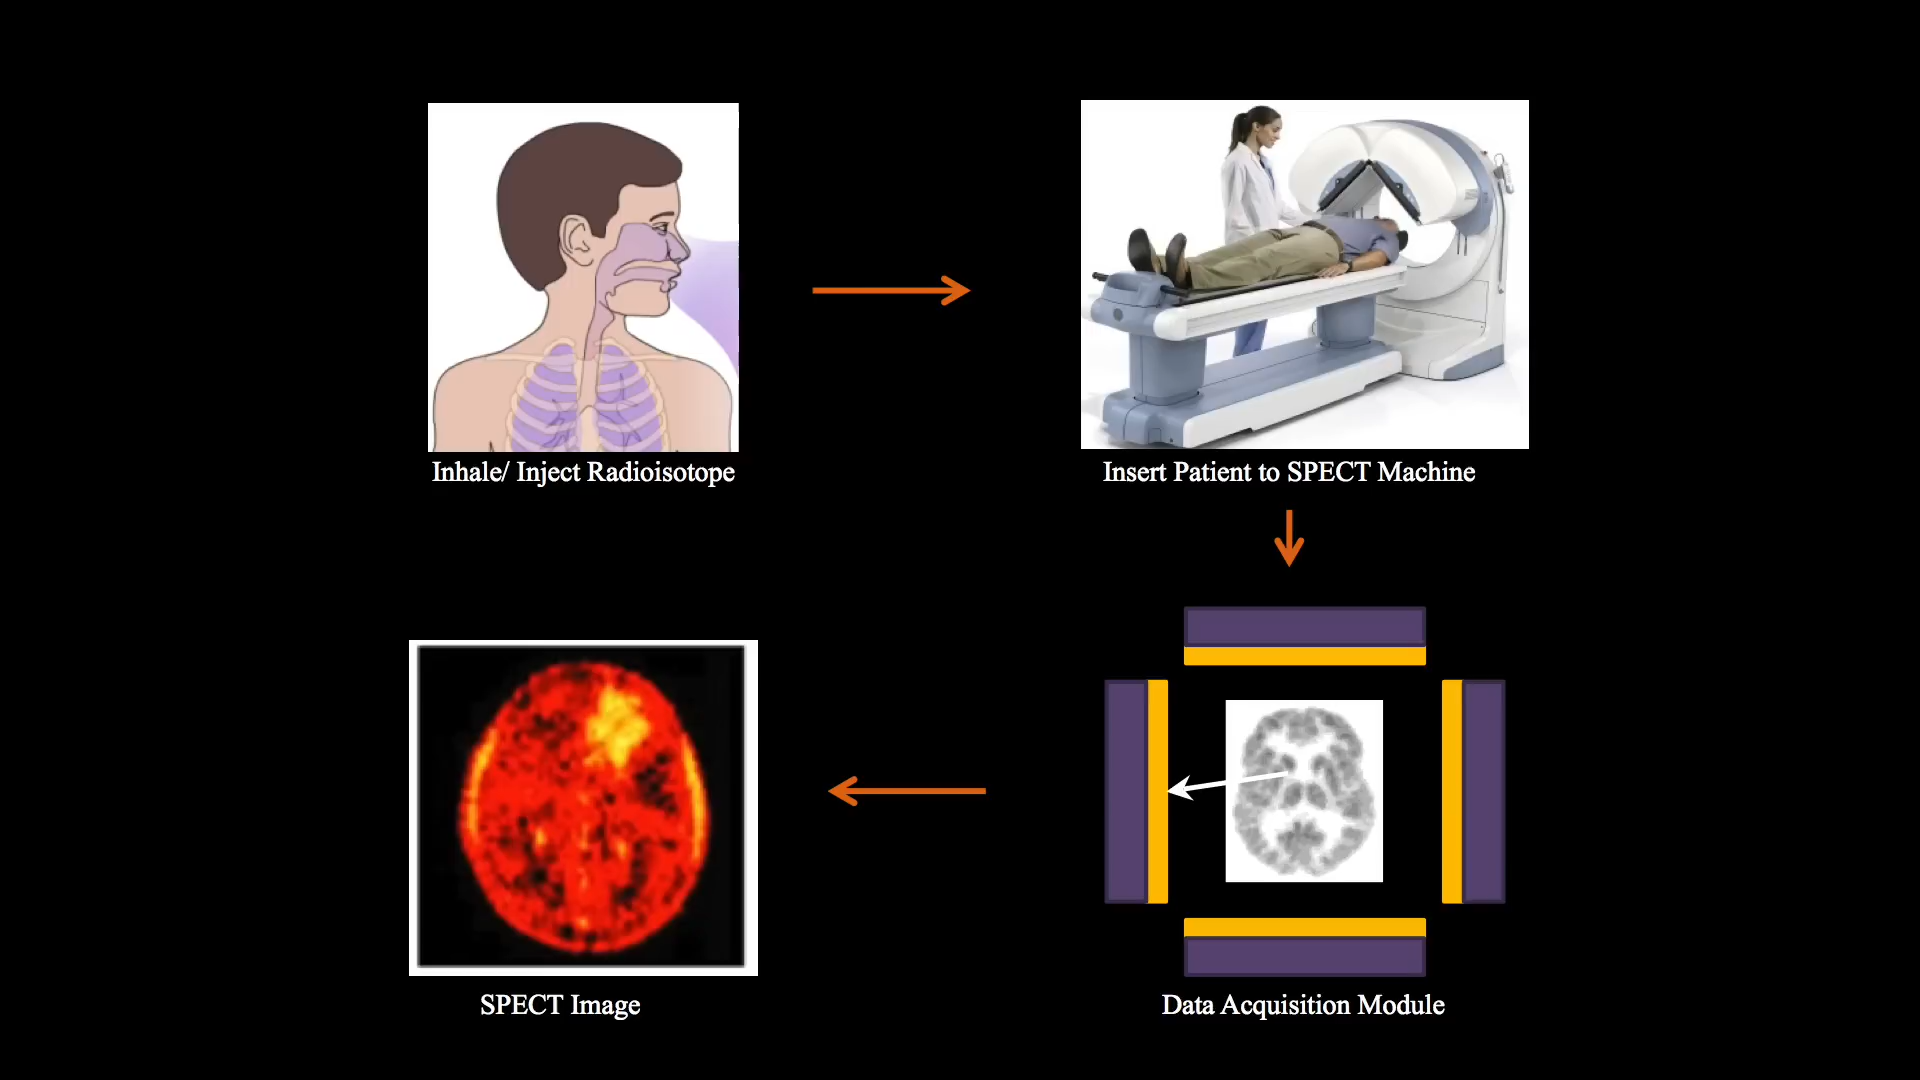 Inhale/ Inject Radioisotope
Insert Patient to SPECT Machine
SPECT Image
Data Acquisition Module